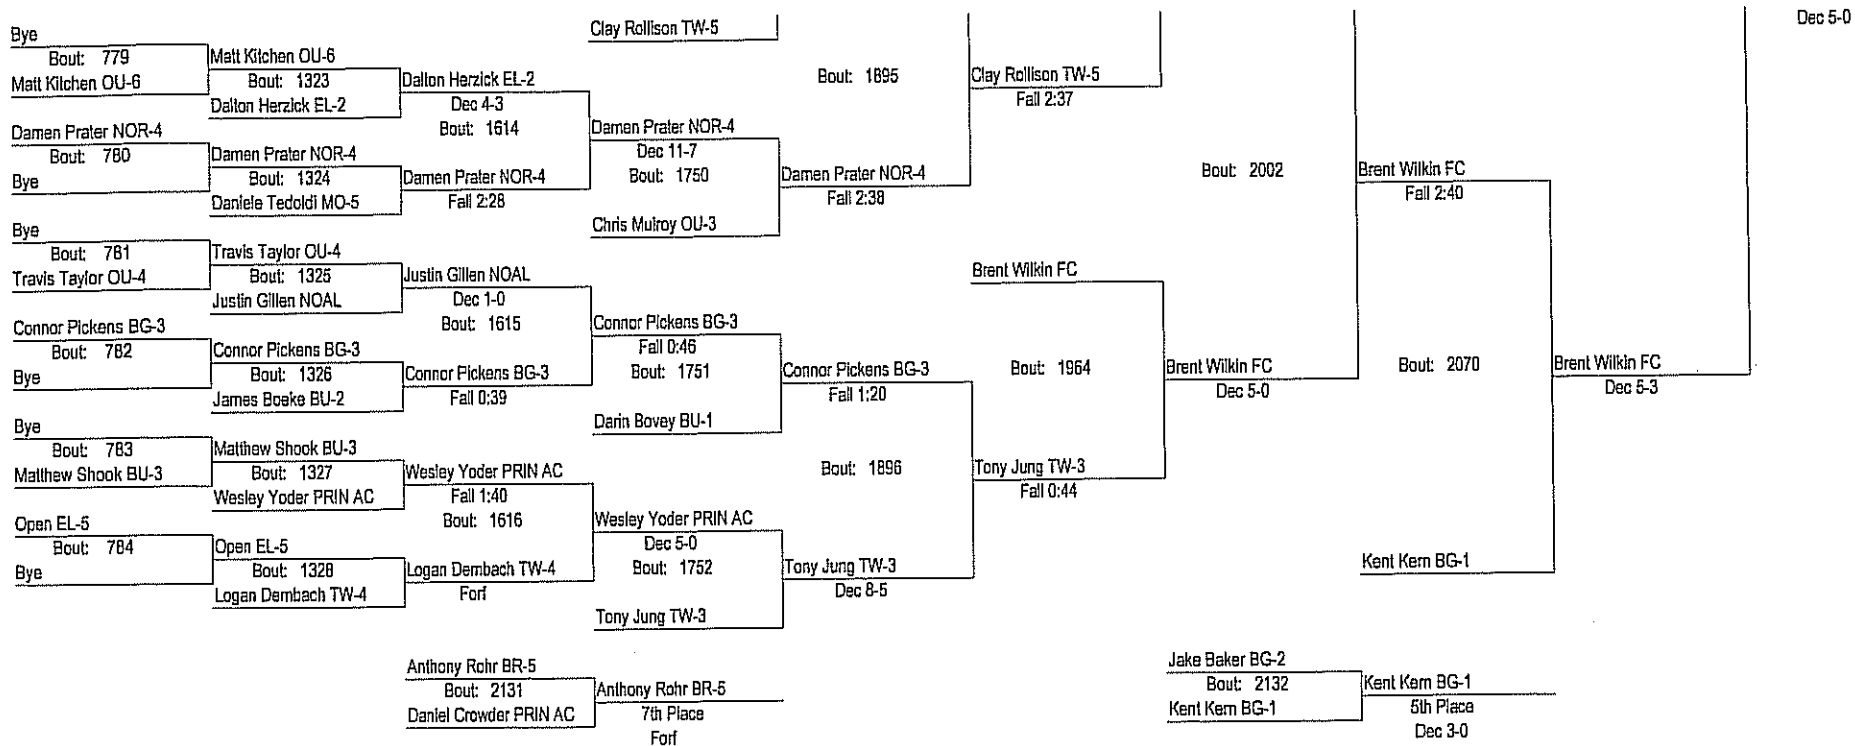 Bye
Bout: 779
Matt Kitchen OU-6
Damen Prater NOR-4
Bout: 780
Bye
Bye
Bout: 781
Travis Taylor OU-4
Connor Pickens BG-3
Bout: 782
Bye
Bye
Bout: 783
Matthew Shook BU-3
Open EL-5
Bout: 784
Bye
Matt Kitchen OU-6
Bout: 1323
Dalton Herzick EL-2
Damen Prater NOR-4
Bout: 1324
Daniele Tedoldi MO-5
Travis Taylor OU-4
Bout: 1325
Justin Gillen NOAL
Connor Pickens BG-3
Bout: 1326
James Boeke BU-2
Matthew Shook BU-3
Bout: 1327
Wesley Yoder PRIN AC
Open EL-5
Bout: 1328
Logan Dembach TW-4
Dalton Herzick EL-2
Dec 4-3
Bout: 1614
Damen Prater NOR-4
Fall 2:28
Justin Gillen NOAL
Dec 1-0
Bout: 1615
Connor Pickens BG-3
Fall 0:39
Wesley Yoder PRIN AC
Fall 1:40
Bout: 1616
Logan Dembach TW-4
Forf
Anthony Rohr BR-5
Bout: 2131
Daniel Crowder PRIN AC
Clay Rollison TW-5
Damen Prater NOR-4
Dec 11-7
Bout: 1750
Chris Mulroy OU-3
Connor Pickens BG-3
Fall 0:46
Bout: 1751
Darin Bovey BU-1
Wesley Yoder PRIN AC
Dec 5-0
Bout: 1752
Tony Jung TW-3
Anthony Rohr BR-5
7th Place
Forf
Bout: 1895
Damen Prater NOR-4
Fall 2:38
Connor Pickens BG-3
Fall 1:20
Bout: 1896
Tony Jung TW-3
Dec 8-5
Clay Rollison TW-5
Fall 2:37
Brent Wilkin FC
Bout: 1964
Tony Jung TW-3
Fall 0:44
Bout: 2002
Brent Wilkin FC
Dec 5-0
Jake Baker BG-2
Bout: 2132
Kent Kern BG-1
Brent Wilkin FC
Fall 2:40
Bout: 2070
Kent Kern BG-1
Kent Kern BG-1
5th Place
Dec 3-0
Brent Wilkin FC
Dec 5-3
Dec 5-0